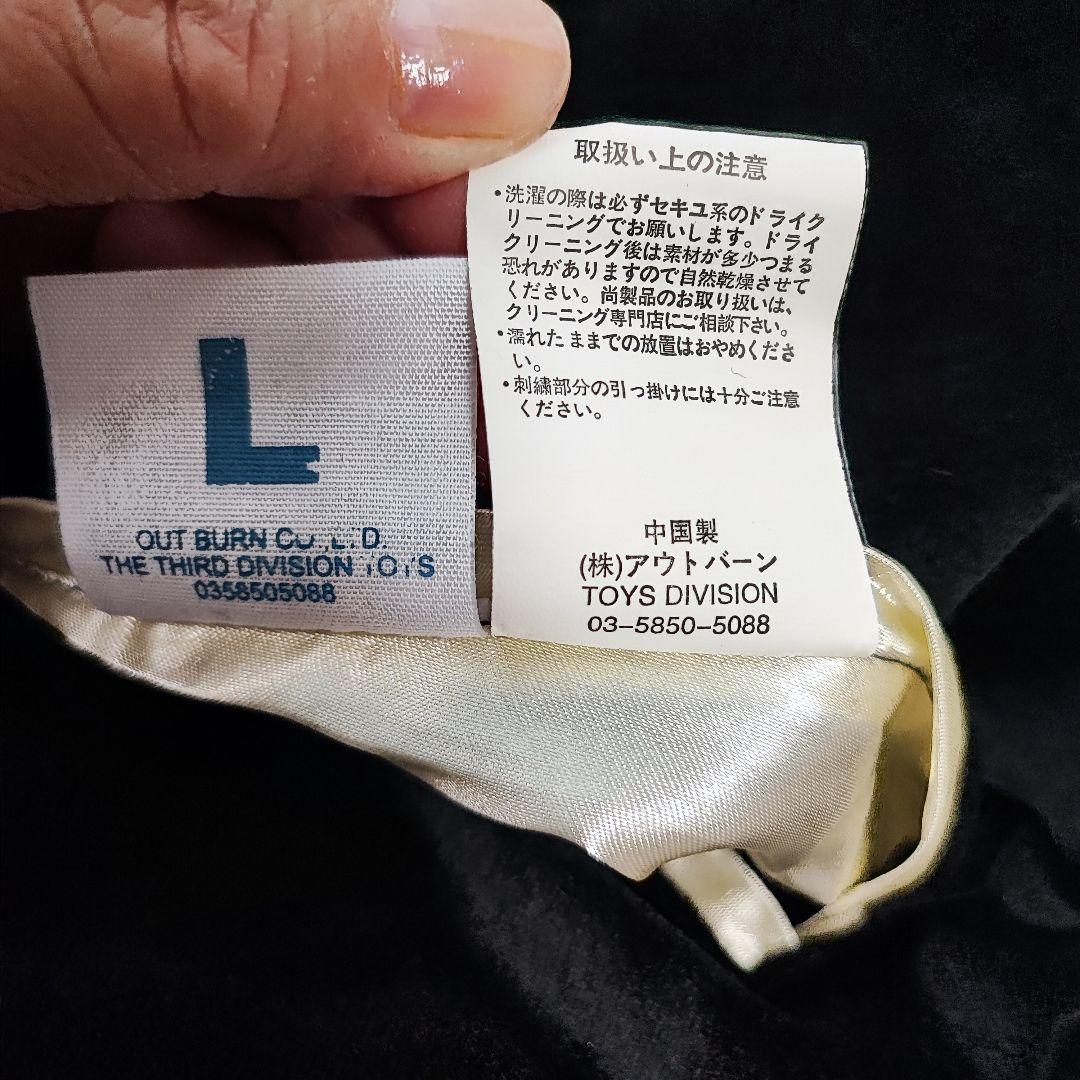 L
OUT BURN CO.,LTD.
THE THIRD DIVISION TOYS
0358505088
取扱い上の注意
・洗濯の際は必ずセキユ系のドライク
リーニングでお願いします。ドライ
クリーニング後は素材が多少つまる
恐れがありますので自然乾燥させて
ください。尚製品のお取り扱いは、
クリーニング専門店にご相談下さい。
・濡れたままでの放置はおやめくださ
い。
・刺繍部分の引っ掛けには十分ご注意
ください。
中国製
(株)アウトバーン
TOYS DIVISION
03-5850-5088